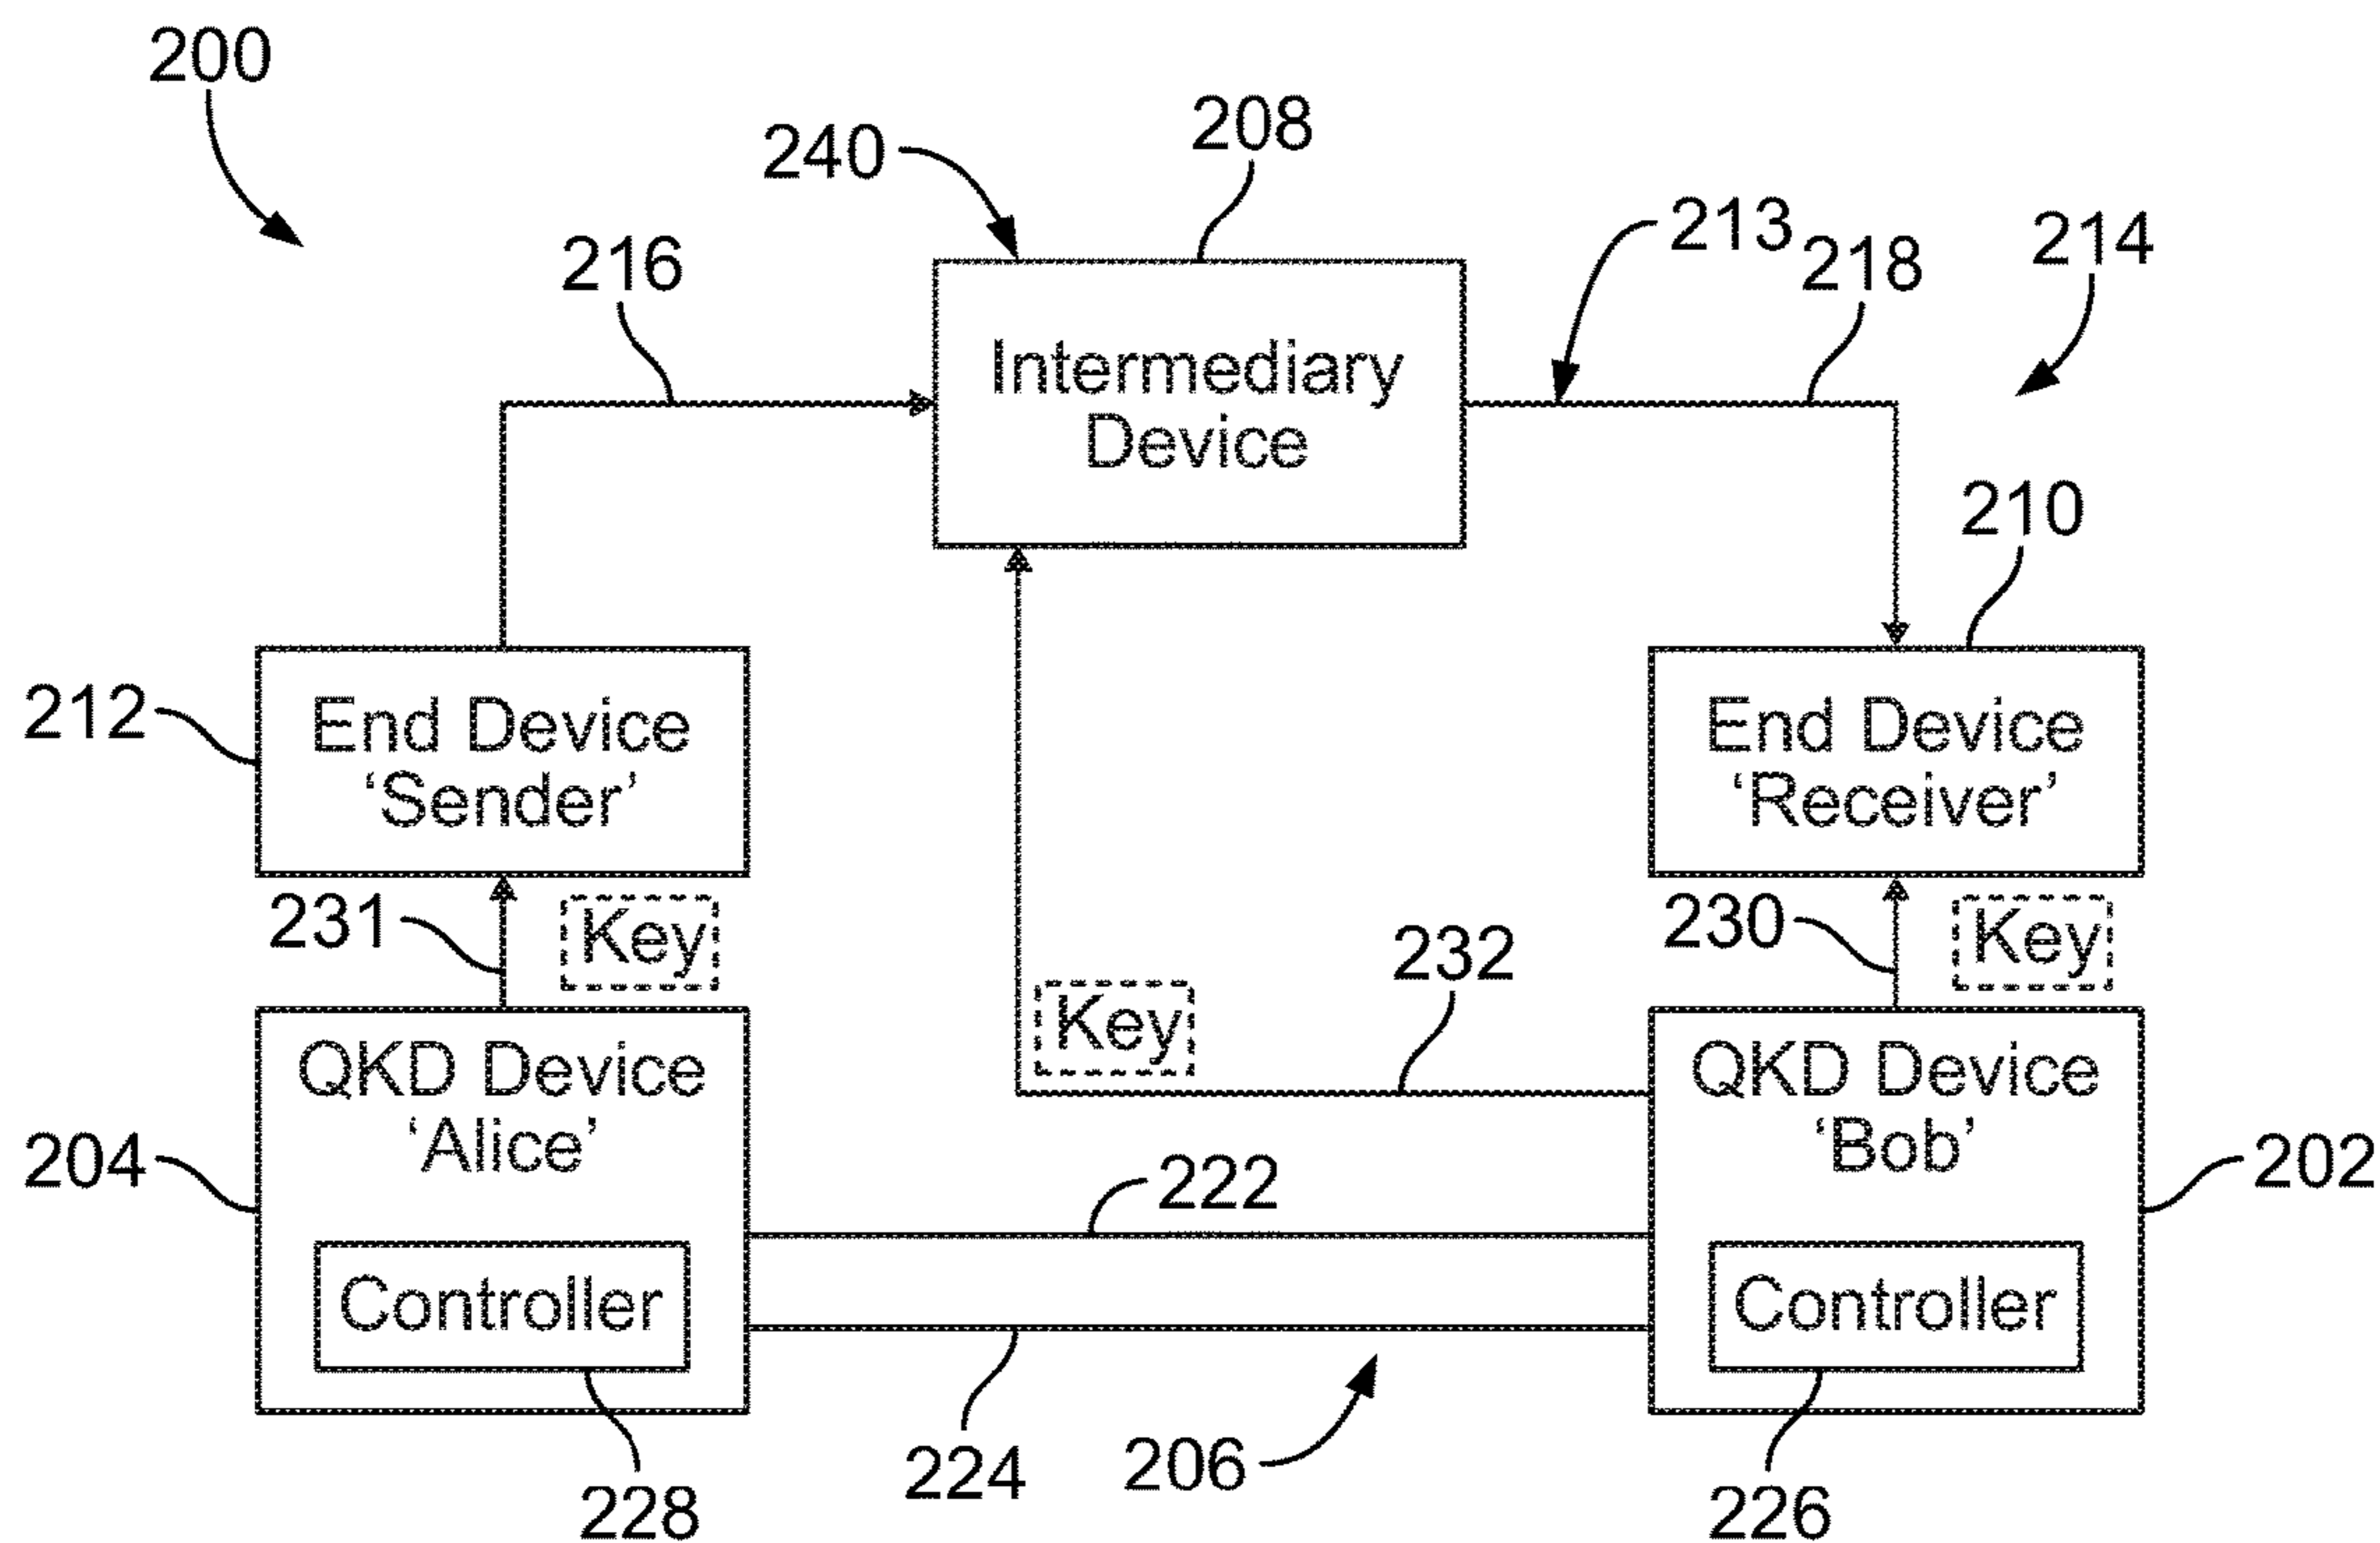 200
240
208
213
218
214
216
Intermediary
Device
210
212
End Device
‘Sender’
End Device
‘Receiver’
231
Key
232
230
Key
Key
QKD Device
‘Alice’
QKD Device
‘Bob’
204
222
202
Controller
Controller
224
206
228
226